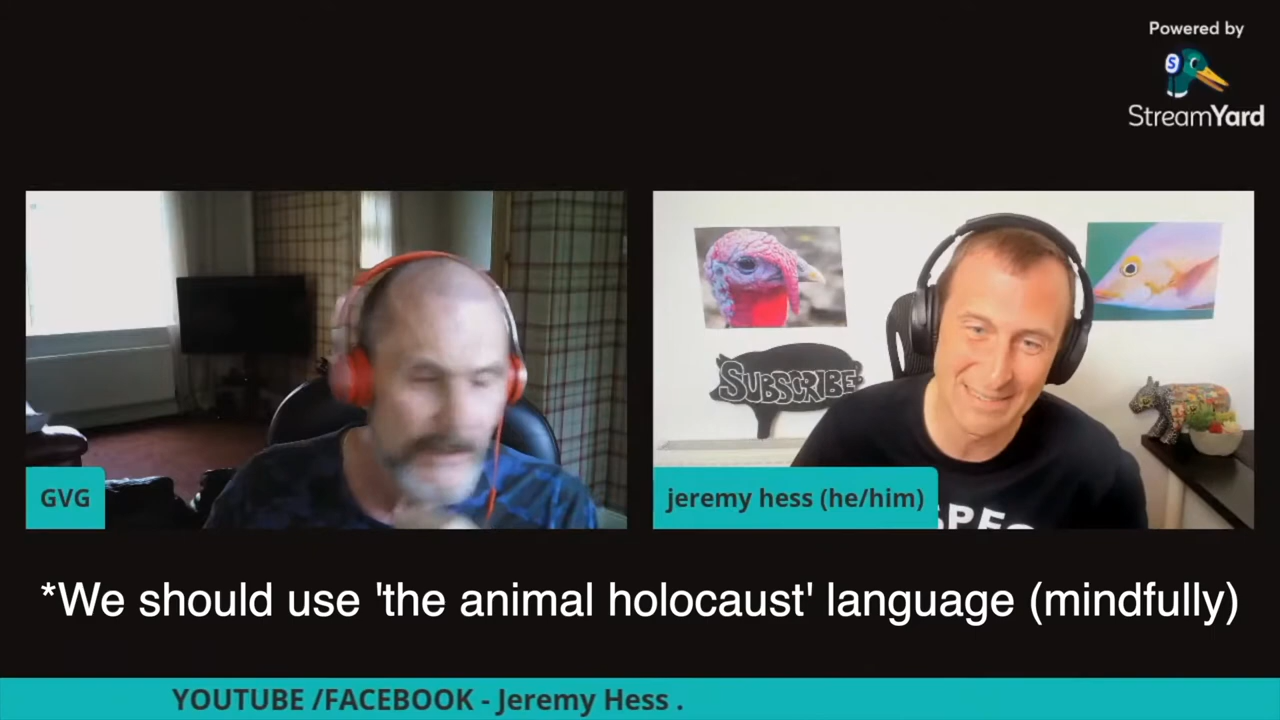 Powered by
S
StreamYard
SUBSCRIBE
GVG
jeremy hess (he/him)
SPEC
*We should use 'the animal holocaust' language (mindfully)
YOUTUBE /FACEBOOK - Jeremy Hess .